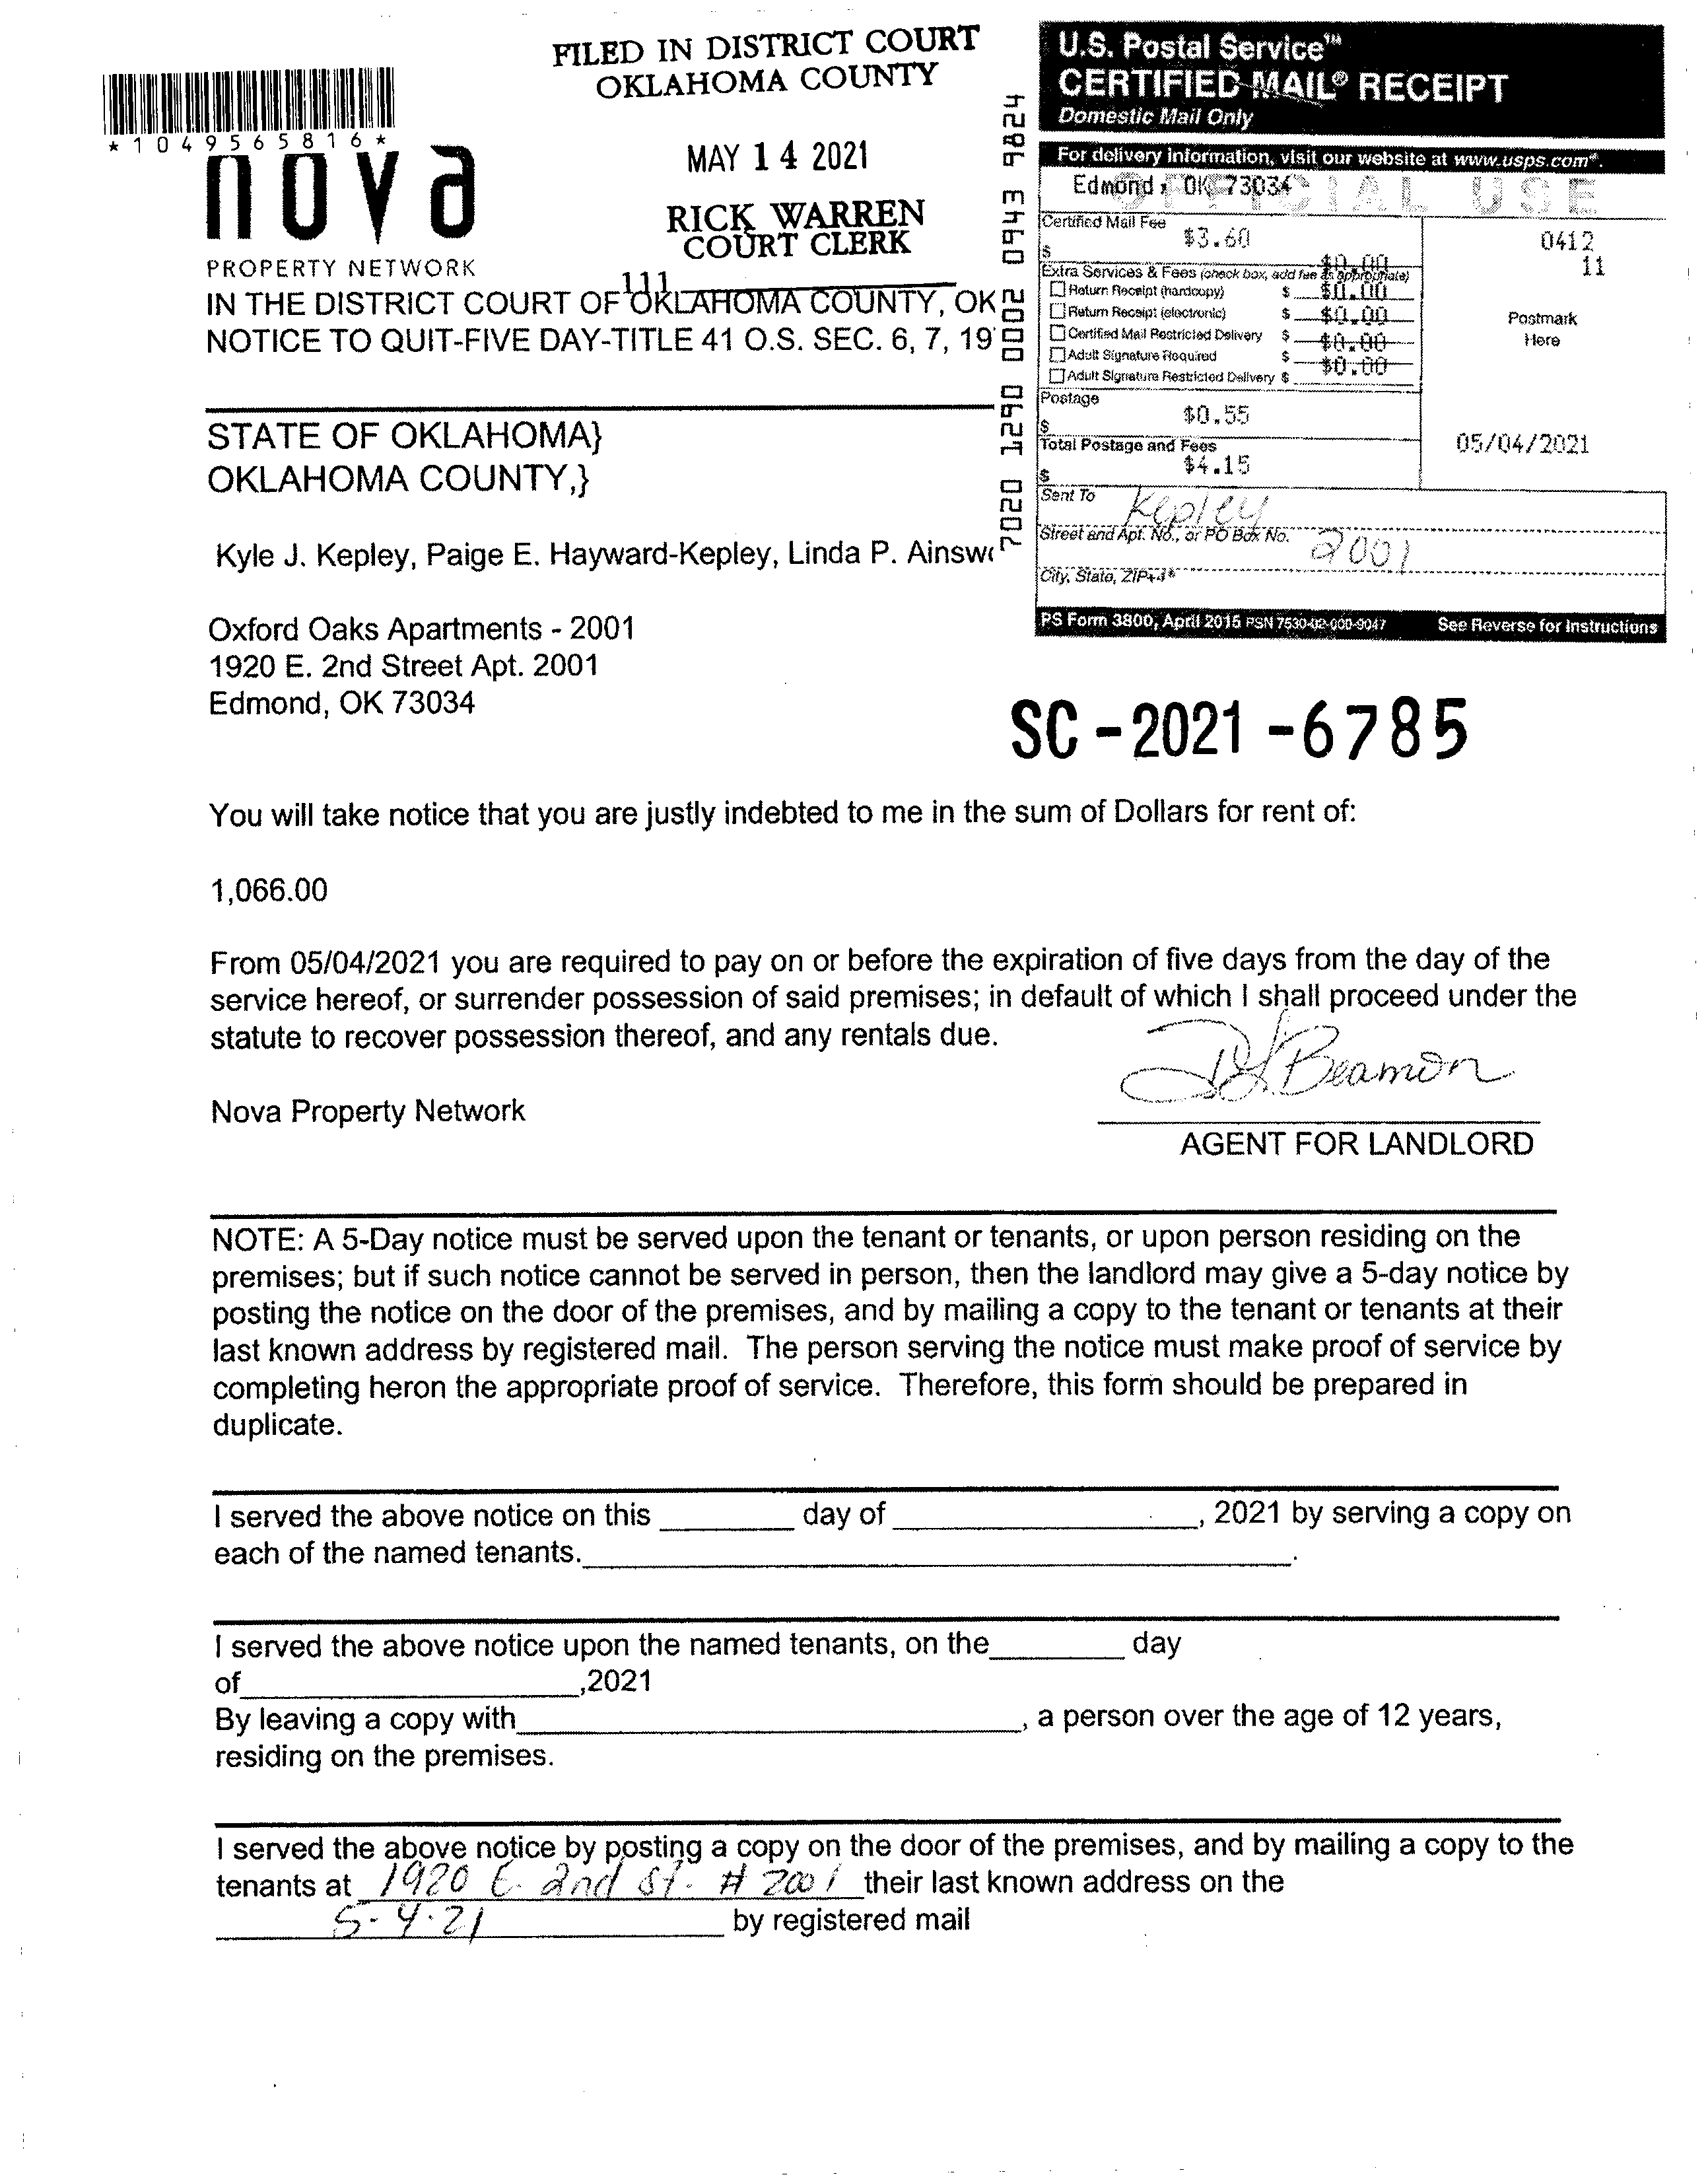 FILED IN DISTRICT COURT
OKLAHOMA COUNTY
MAY 14 2021
RICK WARREN
COURT CLERK
111
*1049565816*
nova
PROPERTY NETWORK
IN THE DISTRICT COURT OF OKLAHOMA COUNTY, OK
NOTICE TO QUIT-FIVE DAY-TITLE 41 O.S. SEC. 6, 7, 19
7020 1290 0002 0943 9824
U.S. Postal Service™
CERTIFIED MAIL® RECEIPT
Domestic Mail Only
For delivery information, visit our website at www.usps.com®.
Edmond, OK 73034
OFFICIAL USE
Certified Mail Fee
$3.60
$
$0.00
Extra Services & Fees (check box, add fee as appropriate)
Return Receipt (hardcopy) $ $0.00
Return Receipt (electronic) $ $0.00
Certified Mail Restricted Delivery $ $0.00
Adult Signature Required $ $0.00
Adult Signature Restricted Delivery $
Postage
$0.55
$
Total Postage and Fees
$4.15
$
0412
11
Postmark
Here
05/04/2021
Sent To Kepley
Street and Apt. No., or PO Box No. 2001
City, State, ZIP+4®
PS Form 3800, April 2015 PSN 7530-02-000-9047 See Reverse for Instructions
STATE OF OKLAHOMA}
OKLAHOMA COUNTY,}
Kyle J. Kepley, Paige E. Hayward-Kepley, Linda P. Ainsw
Oxford Oaks Apartments - 2001
1920 E. 2nd Street Apt. 2001
Edmond, OK 73034
SC-2021-6785
You will take notice that you are justly indebted to me in the sum of Dollars for rent of:
1,066.00
From 05/04/2021 you are required to pay on or before the expiration of five days from the day of the
service hereof, or surrender possession of said premises; in default of which I shall proceed under the
statute to recover possession thereof, and any rentals due.
Beamon
Nova Property Network
AGENT FOR LANDLORD
NOTE: A 5-Day notice must be served upon the tenant or tenants, or upon person residing on the
premises; but if such notice cannot be served in person, then the landlord may give a 5-day notice by
posting the notice on the door of the premises, and by mailing a copy to the tenant or tenants at their
last known address by registered mail. The person serving the notice must make proof of service by
completing heron the appropriate proof of service. Therefore, this form should be prepared in
duplicate.
I served the above notice on this ________ day of __________________, 2021 by serving a copy on
each of the named tenants.__________________________________________.
I served the above notice upon the named tenants, on the________ day
of____________________,2021
By leaving a copy with______________________________, a person over the age of 12 years,
residing on the premises.
I served the above notice by posting a copy on the door of the premises, and by mailing a copy to the
tenants at 1920 E. 2nd St. # 2001 their last known address on the
5-4-21 by registered mail